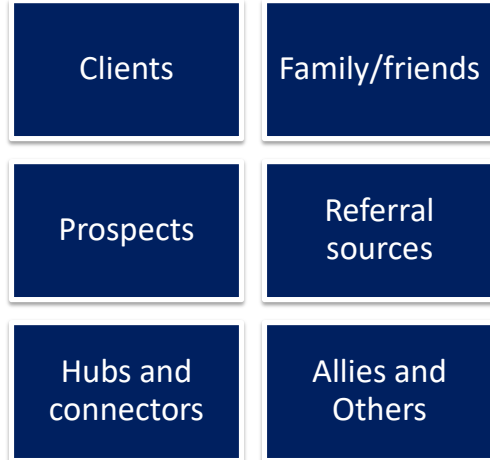 Clients
Family/friends
Prospects
Referral
sources
Hubs and
connectors
Allies and
Others